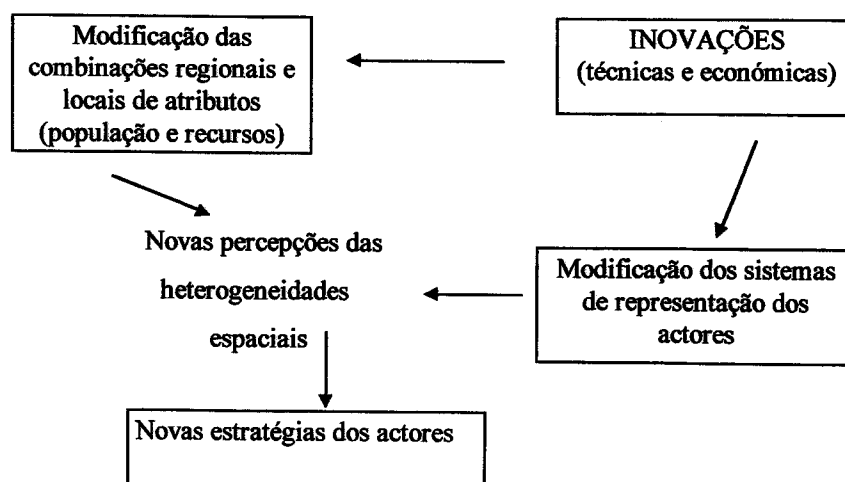 Modificação das
combinações regionais e
locais de atributos
(população e recursos)
INOVAÇÕES
(técnicas e económicas)
Novas percepções das
heterogeneidades
espaciais
Modificação dos sistemas
de representação dos
actores
Novas estratégias dos actores